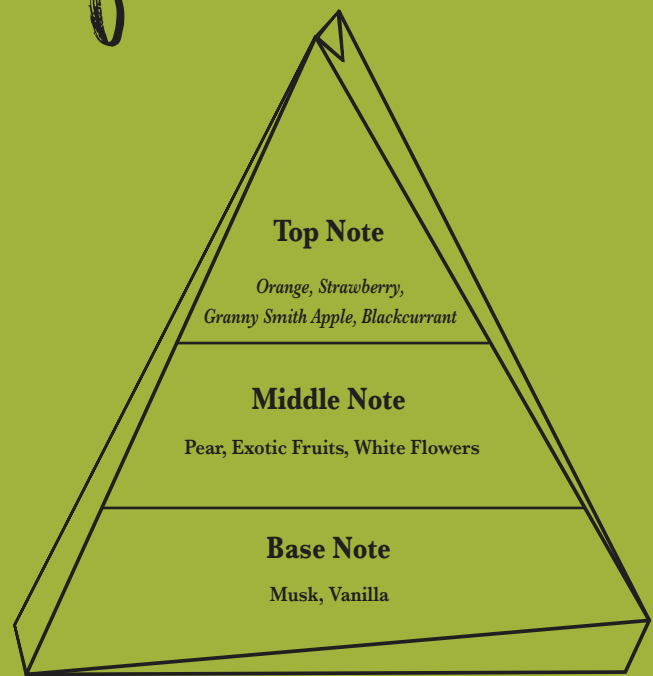 Top Note
Orange, Strawberry,
Granny Smith Apple, Blackcurrant
Middle Note
Pear, Exotic Fruits, White Flowers
Base Note
Musk, Vanilla